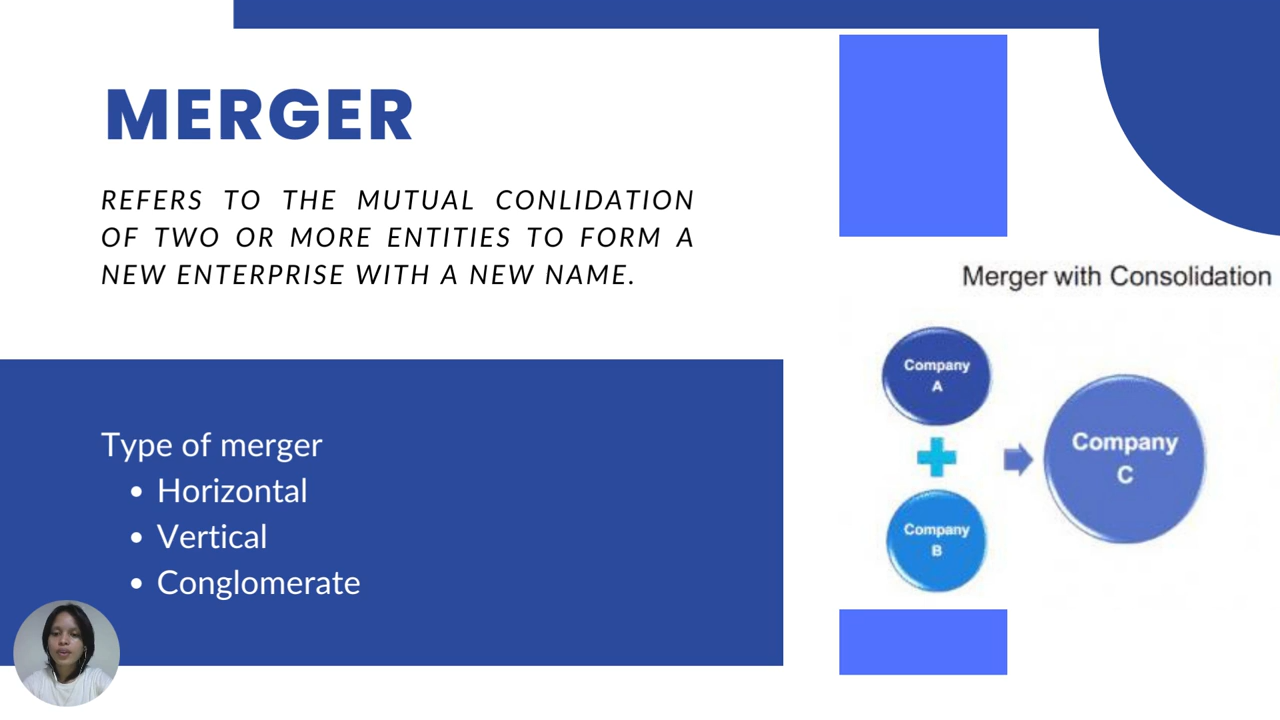 MERGER
REFERS TO THE MUTUAL CONLIDATION
OF TWO OR MORE ENTITIES TO FORM A
NEW ENTERPRISE WITH A NEW NAME.
Type of merger
• Horizontal
• Vertical
• Conglomerate
Merger with Consolidation
Company
A
Company
B
Company
C